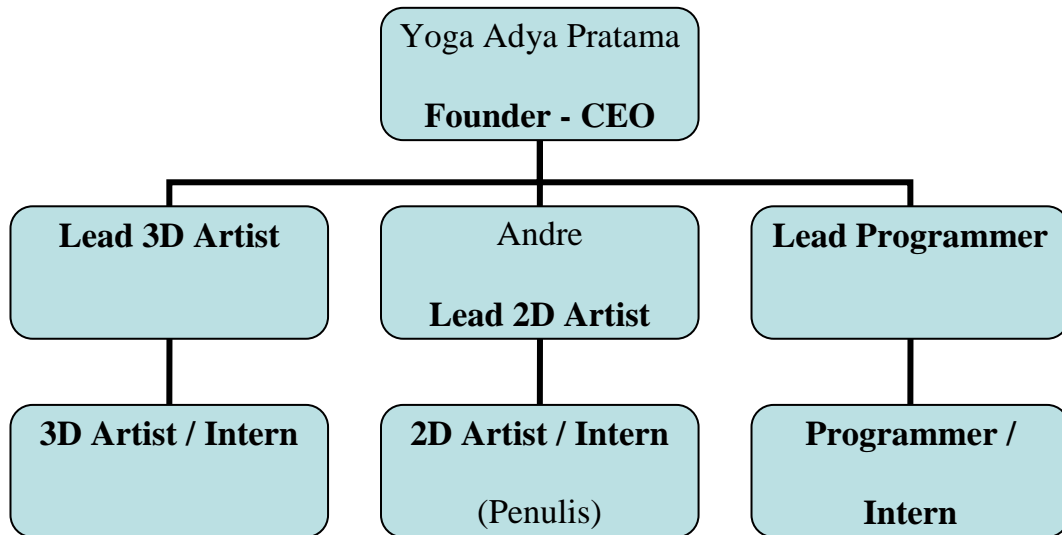 Yoga Adya Pratama
Founder - CEO
Lead 3D Artist
Andre
Lead 2D Artist
Lead Programmer
3D Artist / Intern
2D Artist / Intern
(Penulis)
Programmer /
Intern